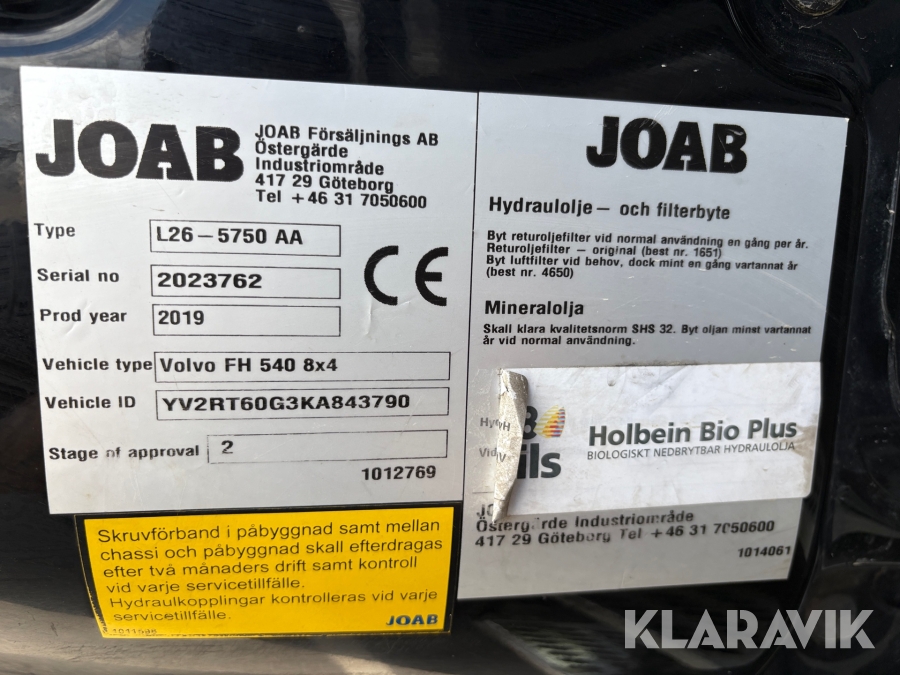 JOAB
JOAB Försäljnings AB
Östergärde
Industriområde
417 29 Göteborg
Tel +46 31 7050600
Type L26-5750 AA
Serial no 2023762
Prod year 2019
CE
Vehicle type Volvo FH 540 8x4
Vehicle ID YV2RT60G3KA843790
Stage of approval 2
1012769
Skruvförband i påbyggnad samt mellan
chassi och påbyggnad skall efterdragas
efter två månaders drift samt kontroll
vid varje servicetillfälle.
Hydraulkopplingar kontrolleras vid varje
servicetillfälle.
JOAB
JOAB
Hydraulolje- och filterbyte
Byt returoljefilter vid normal användning en gång per år.
Returoljefilter - original (best nr. 1651)
Byt luftfilter vid behov, dock mint en gång vartannat år
(best nr. 4650)
Mineralolja
Skall klara kvalitetsnorm SHS 32. Byt oljan minst vartannat
år vid normal användning.
Holbein Bio Plus
BIOLOGISKT NEDBRYTBAR HYDRAULOLJA
Industriområde
417 29 Göteborg Tel +46 31 7050600
1014061
KLARAVIK